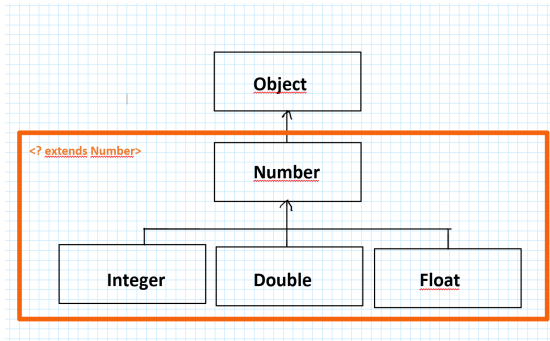 Object
<? extends Number>
Number
Integer
Double
Float